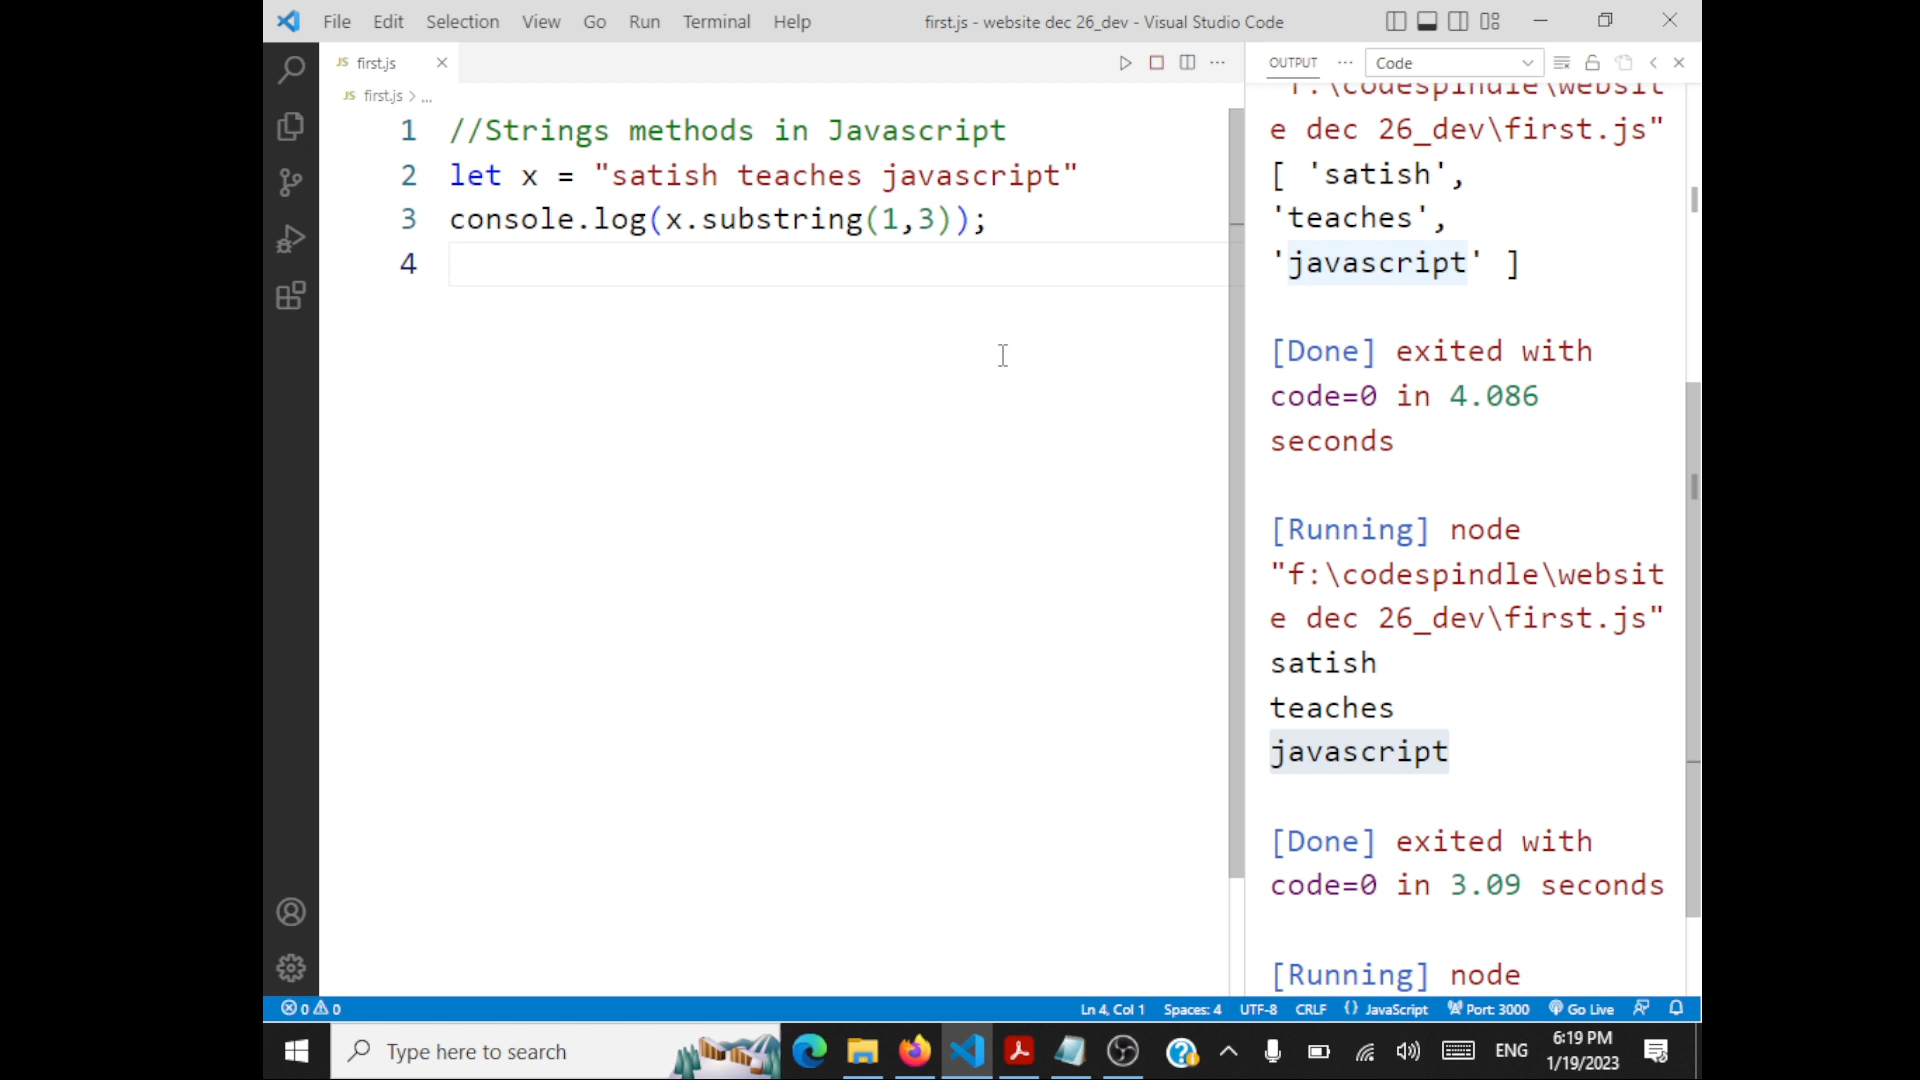 File Edit Selection View Go Run Terminal Help first.js - website dec 26_dev - Visual Studio Code
JS first.js
JS first.js > ...
1 //Strings methods in Javascript
2 let x = "satish teaches javascript"
3 console.log(x.substring(1,3));
4
OUTPUT ... Code
"f:\codespindle\websit
e dec 26_dev\first.js"
[ 'satish',
'teaches',
'javascript' ]
[Done] exited with
code=0 in 4.086
seconds
[Running] node
"f:\codespindle\websit
e dec 26_dev\first.js"
satish
teaches
javascript
[Done] exited with
code=0 in 3.09 seconds
[Running] node
0 0 Ln 4, Col 1 Spaces: 4 UTF-8 CRLF {} JavaScript Port: 3000 Go Live
Type here to search ENG 6:19 PM
1/19/2023